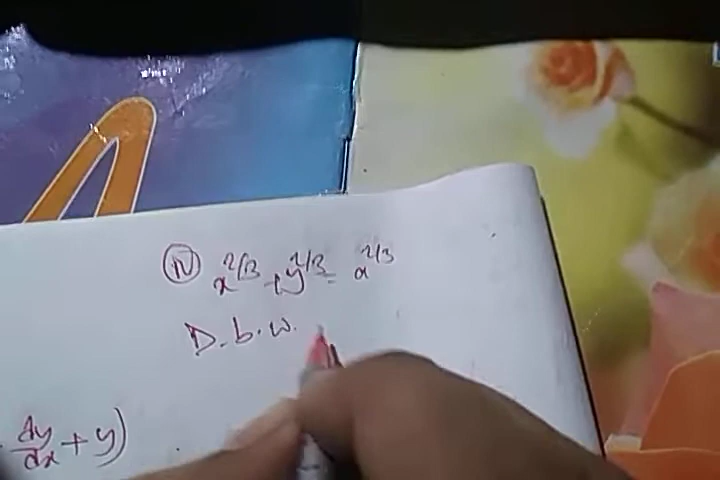 (iv) x^2/3 + y^2/3 = a^2/3
D. b. w.
dy/dx + y)